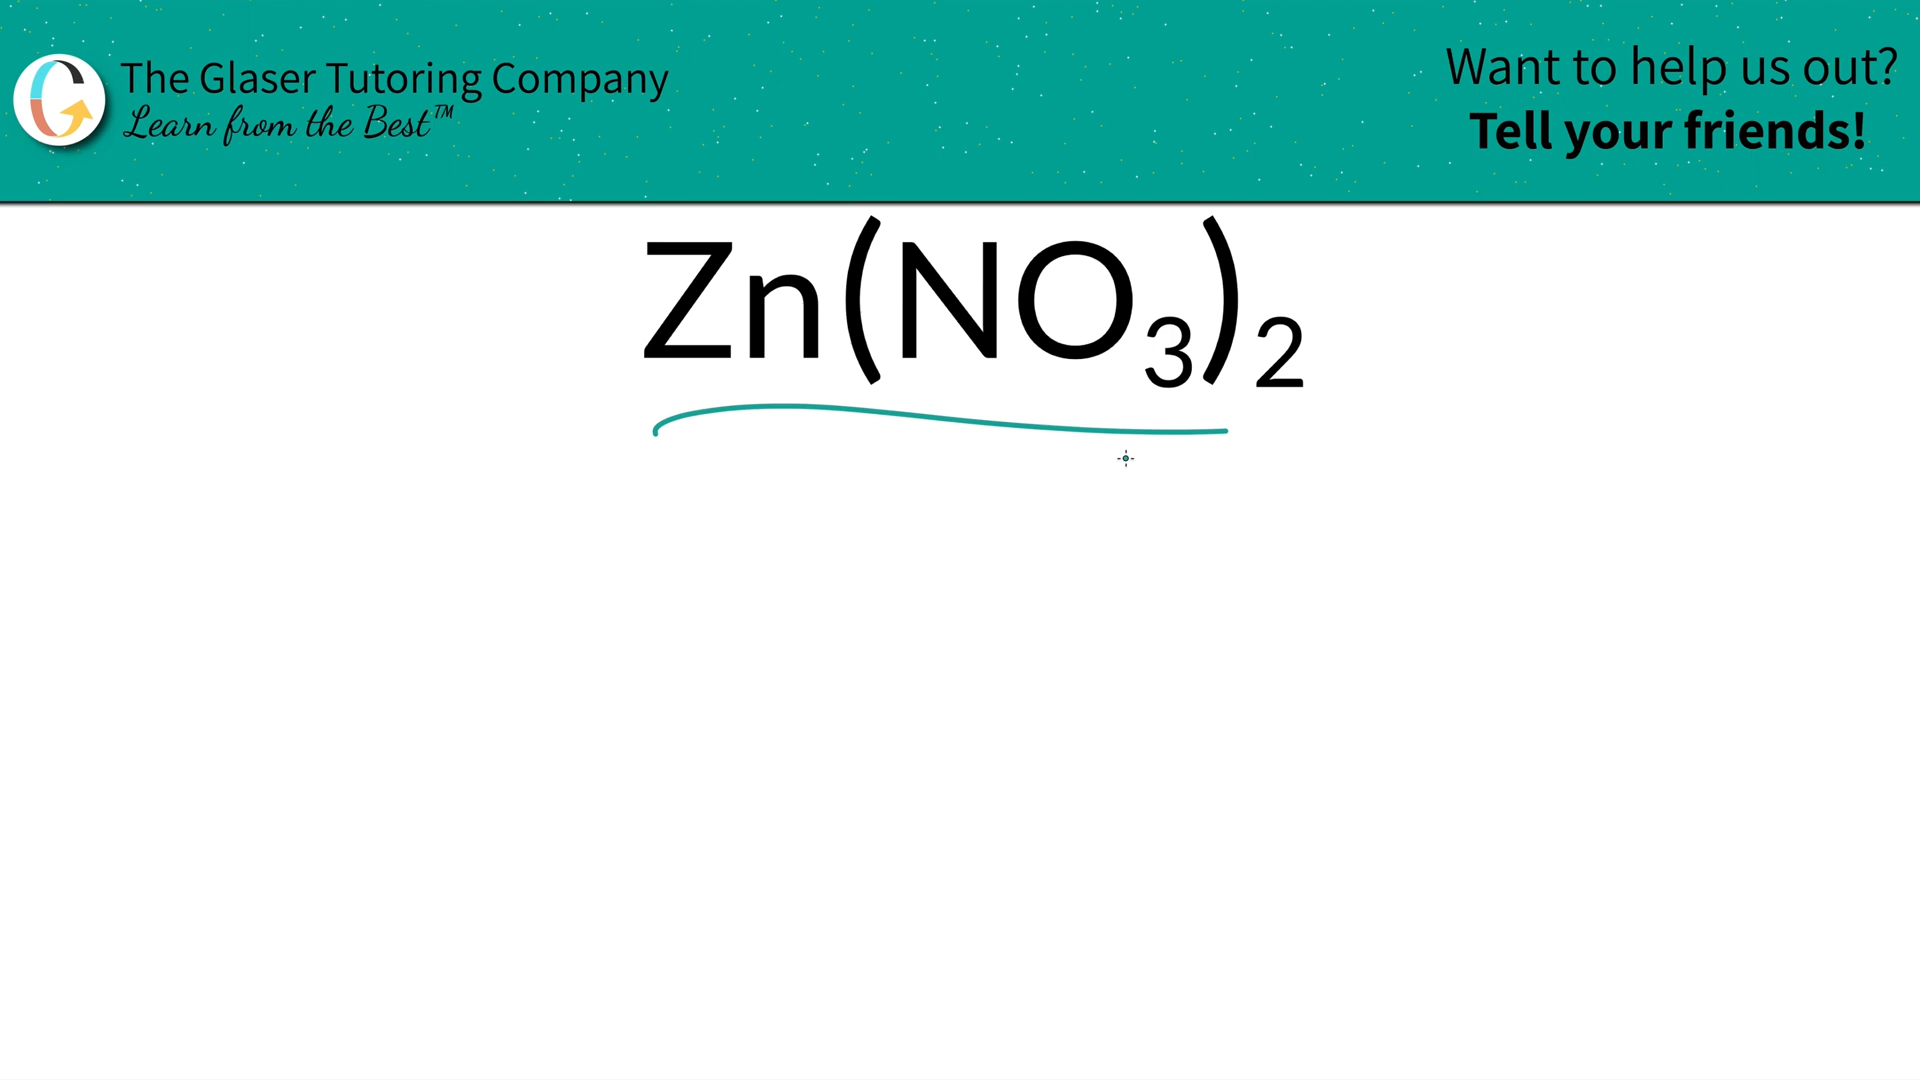 The Glaser Tutoring Company
Learn from the Best™
Want to help us out?
Tell your friends!
Zn(NO₃)₂